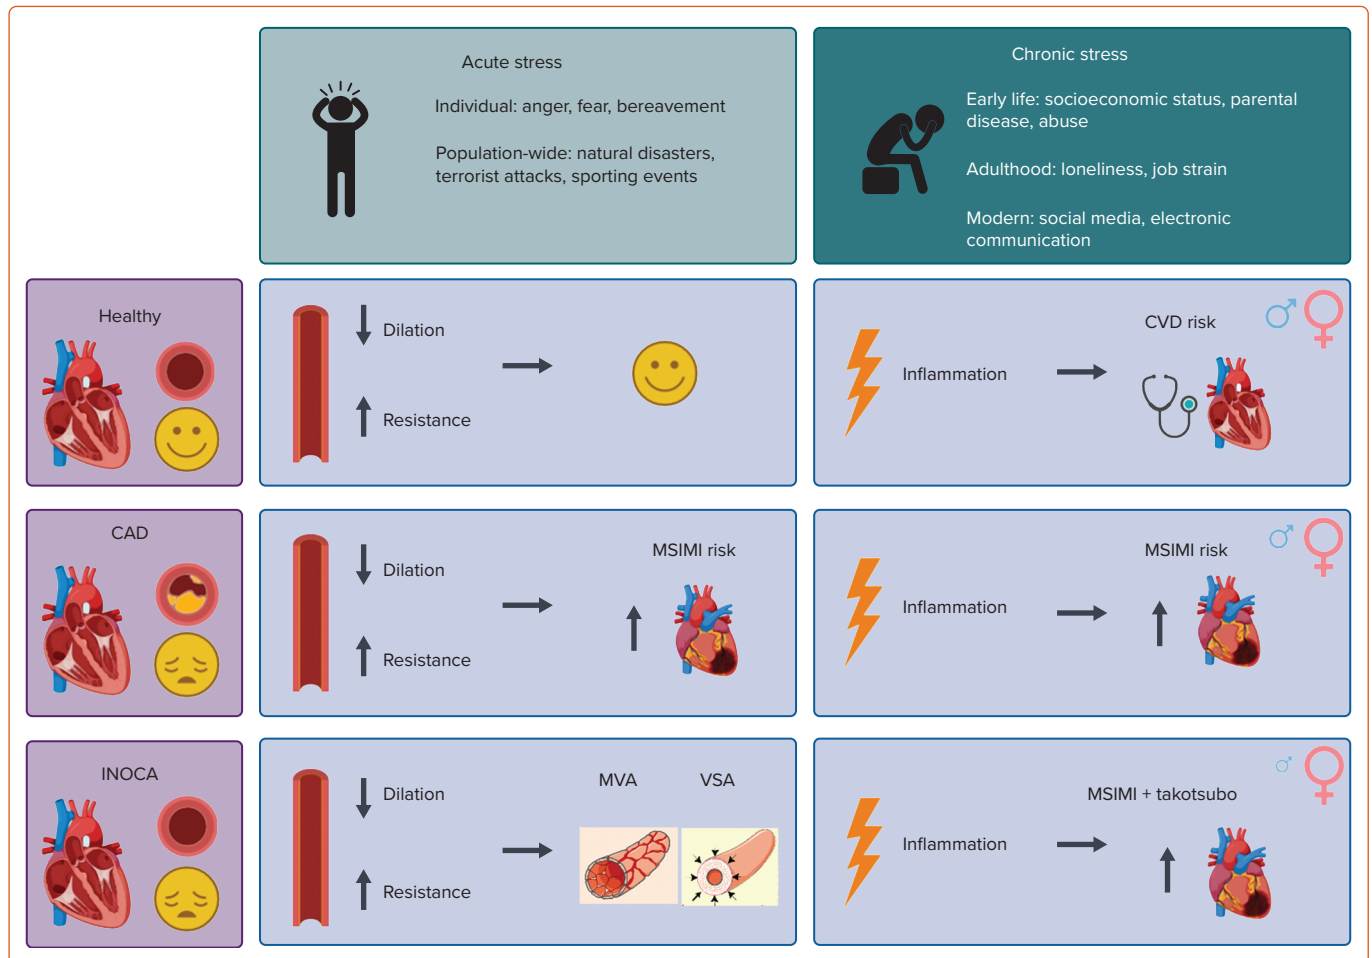 Acute stress
Individual: anger, fear, bereavement
Population-wide: natural disasters,
terrorist attacks, sporting events
Chronic stress
Early life: socioeconomic status, parental
disease, abuse
Adulthood: loneliness, job strain
Modern: social media, electronic
communication
Healthy
Dilation
Resistance
Inflammation
CVD risk
CAD
Dilation
Resistance
MSIMI risk
Inflammation
MSIMI risk
INOCA
Dilation
Resistance
MVA
VSA
Inflammation
MSIMI + takotsubo